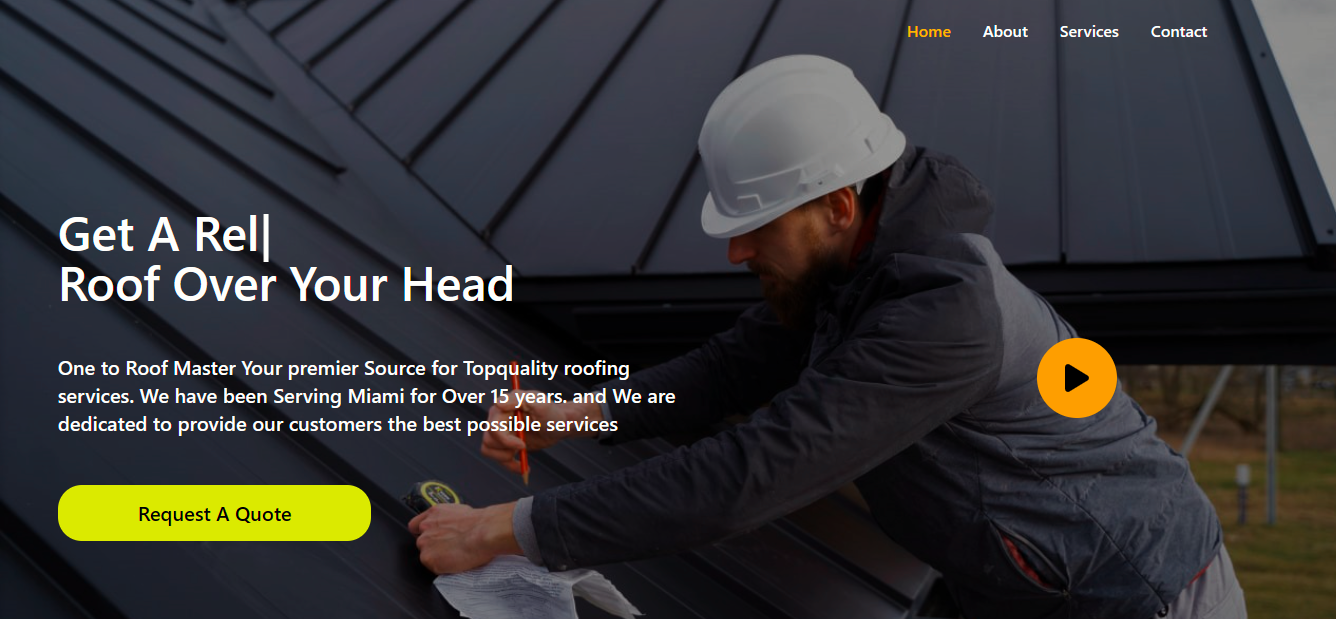 Home About Services Contact
Get A Rel|
Roof Over Your Head
One to Roof Master Your premier Source for Topquality roofing
services. We have been Serving Miami for Over 15 years. and We are
dedicated to provide our customers the best possible services
Request A Quote